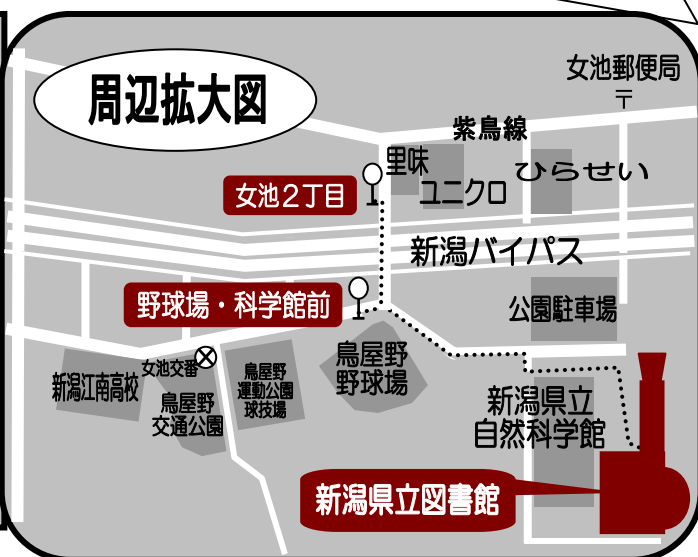 周辺拡大図
女池郵便局
〒
紫鳥線
里味
ひらせい
ユニクロ
女池2丁目
新潟バイパス
野球場・科学館前
公園駐車場
鳥屋野
野球場
女池交番
新潟江南高校
鳥屋野
運動公園
球技場
鳥屋野
交通公園
新潟県立
自然科学館
新潟県立図書館